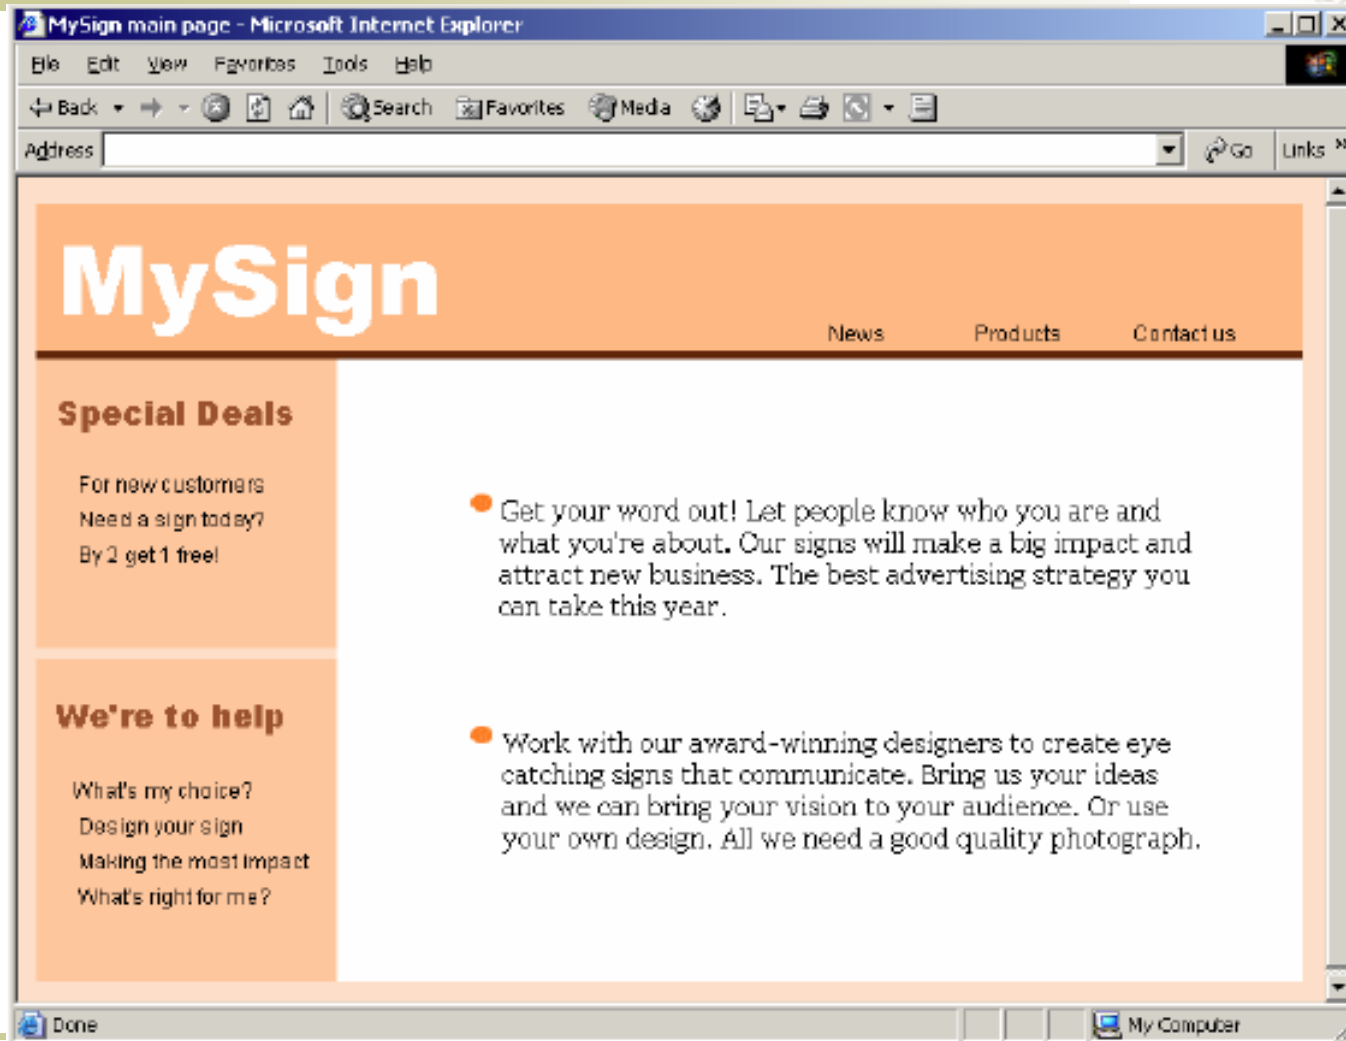 MySign main page - Microsoft Internet Explorer
File Edit View Favorites Tools Help
Back Search Favorites Media
Address Go Links »
MySign
News Products Contact us
Special Deals
For new customers
Need a sign today?
By 2 get 1 free!
Get your word out! Let people know who you are and
what you're about. Our signs will make a big impact and
attract new business. The best advertising strategy you
can take this year.
We're to help
What's my choice?
Design your sign
Making the most impact
What's right for me?
Work with our award-winning designers to create eye
catching signs that communicate. Bring us your ideas
and we can bring your vision to your audience. Or use
your own design. All we need a good quality photograph.
Done My Computer